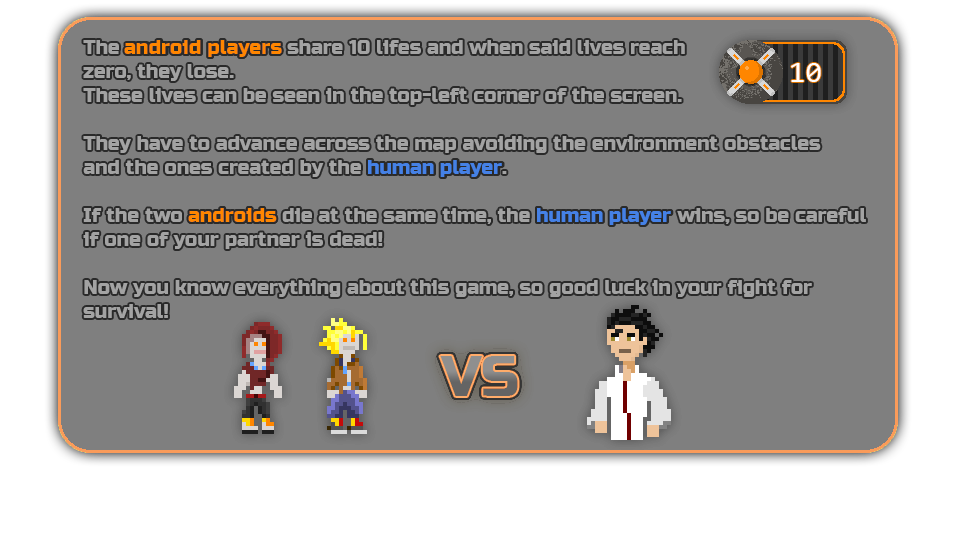 The android players share 10 lifes and when said lives reach
zero, they lose.
These lives can be seen in the top-left corner of the screen.
10
They have to advance across the map avoiding the environment obstacles
and the ones created by the human player.
If the two androids die at the same time, the human player wins, so be careful
if one of your partner is dead!
Now you know everything about this game, so good luck in your fight for
survival!
VS